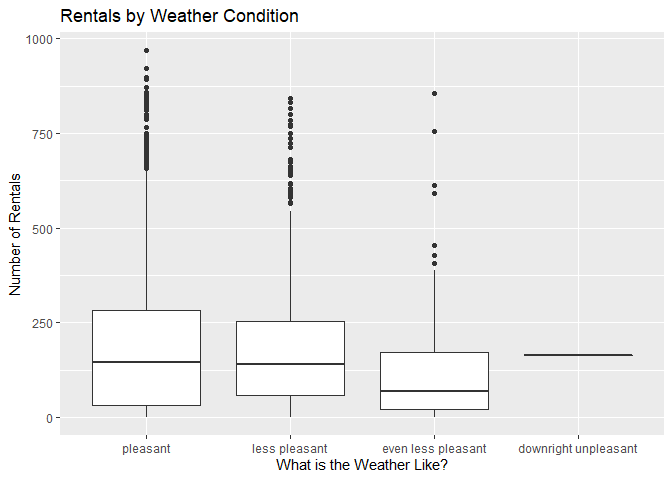 Rentals by Weather Condition
1000
750
500
250
0
Number of Rentals
pleasant
less pleasant
even less pleasant
downright unpleasant
What is the Weather Like?